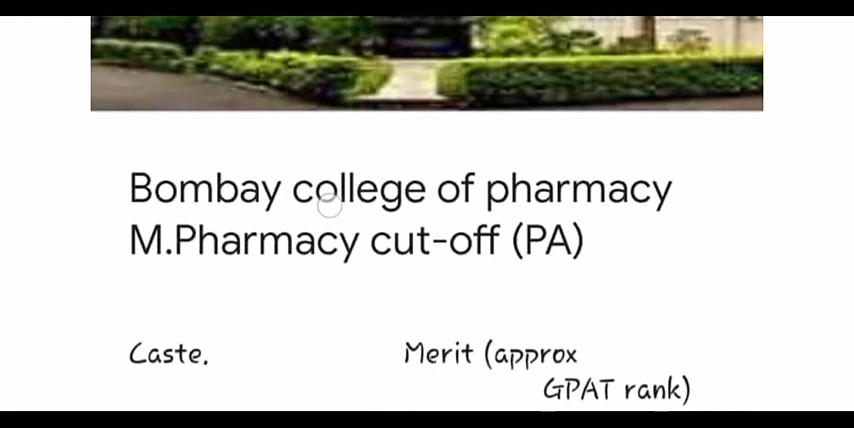 Bombay college of pharmacy
M.Pharmacy cut-off (PA)
Caste. Merit (approx
GPAT rank)